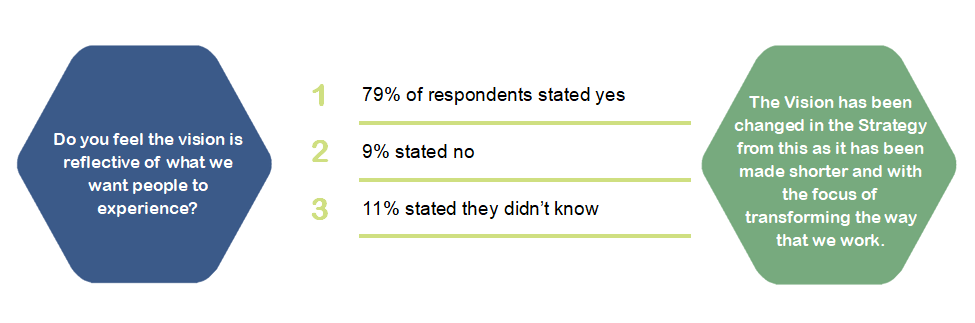 Do you feel the vision is
reflective of what we
want people to
experience?
1 79% of respondents stated yes
2 9% stated no
3 11% stated they didn't know
The Vision has been
changed in the Strategy
from this as it has been
made shorter and with
the focus of
transforming the way
that we work.